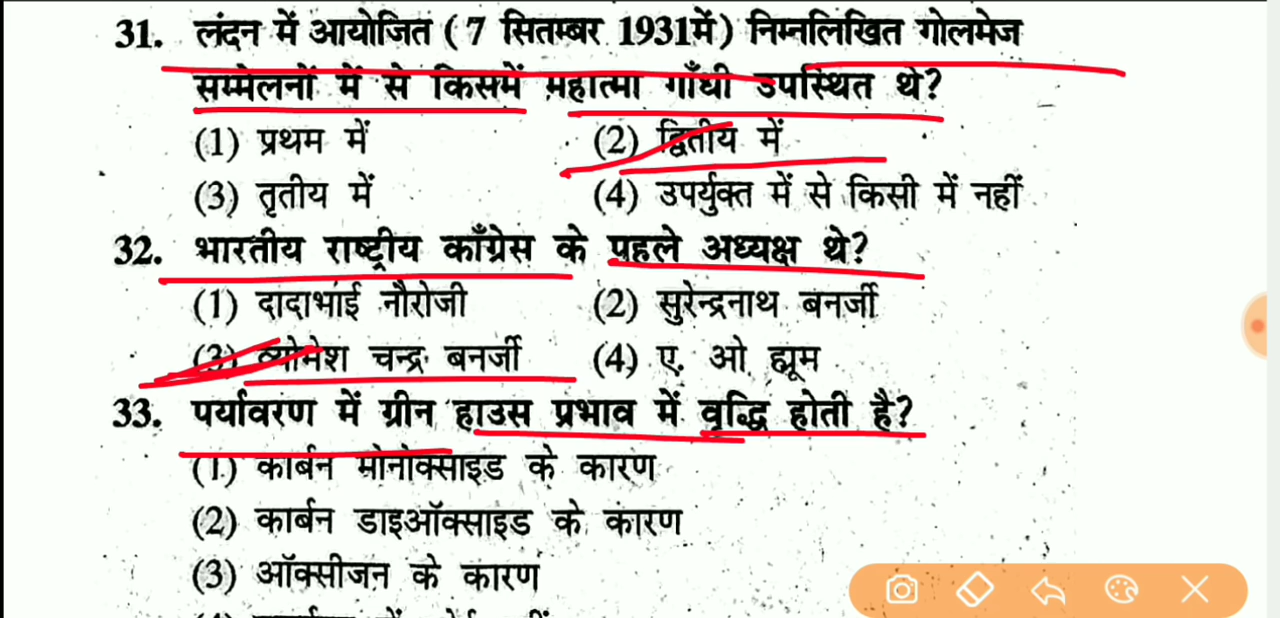 31. लंदन में आयोजित ( 7 सितम्बर 1931में ) निम्नलिखित गोलमेज
सम्मेलनों में से किसमें महात्मा गाँधी उपस्थित थे?
(1) प्रथम में (2) द्वितीय में
(3) तृतीय में (4) उपर्युक्त में से किसी में नहीं
32. भारतीय राष्ट्रीय काँग्रेस के पहले अध्यक्ष थे?
(1) दादाभाई नौरोजी (2) सुरेन्द्रनाथ बनर्जी
(3) व्योमेश चन्द्र बनर्जी (4) ए. ओ ह्यूम
33. पर्यावरण में ग्रीन हाउस प्रभाव में वृद्धि होती है?
(1) कार्बन मोनोक्साइड के कारण
(2) कार्बन डाइऑक्साइड के कारण
(3) ऑक्सीजन के कारण